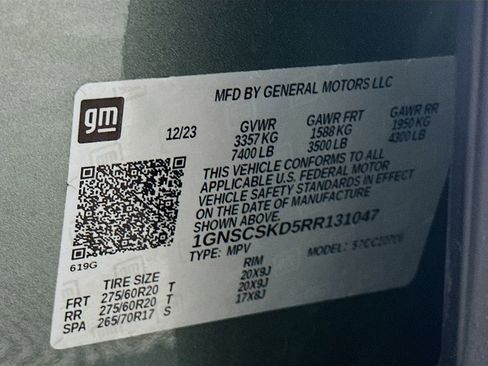 MFD BY GENERAL MOTORS LLC
gm
12/23 GVWR GAWR FRT GAWR RR
3357 KG 1588 KG 1950 KG
7400 LB 3500 LB 4300 LB
THIS VEHICLE CONFORMS TO ALL
APPLICABLE U.S. FEDERAL MOTOR
VEHICLE SAFETY STANDARDS IN EFFECT
ON THE DATE OF MANUFACTURE
SHOWN ABOVE.
1GNSCSKD5RR131047
TYPE: MPV MODEL:
619G
TIRE SIZE RIM
FRT 275/60R20 T 20X9J
RR 275/60R20 T 20X9J
SPA 265/70R17 S 17X8J